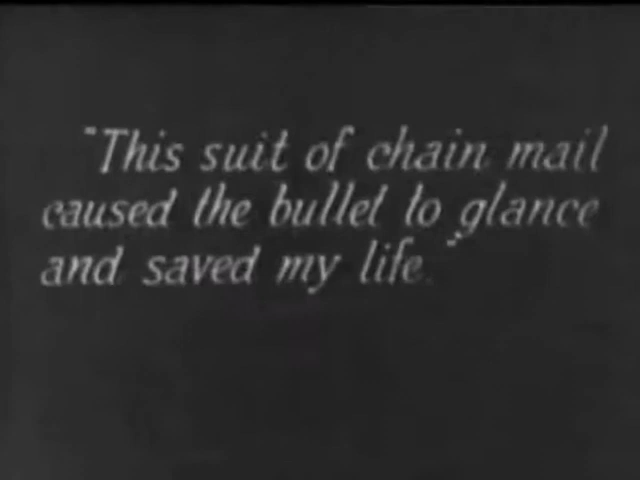 "This suit of chain mail
caused the bullet to glance
and saved my life."